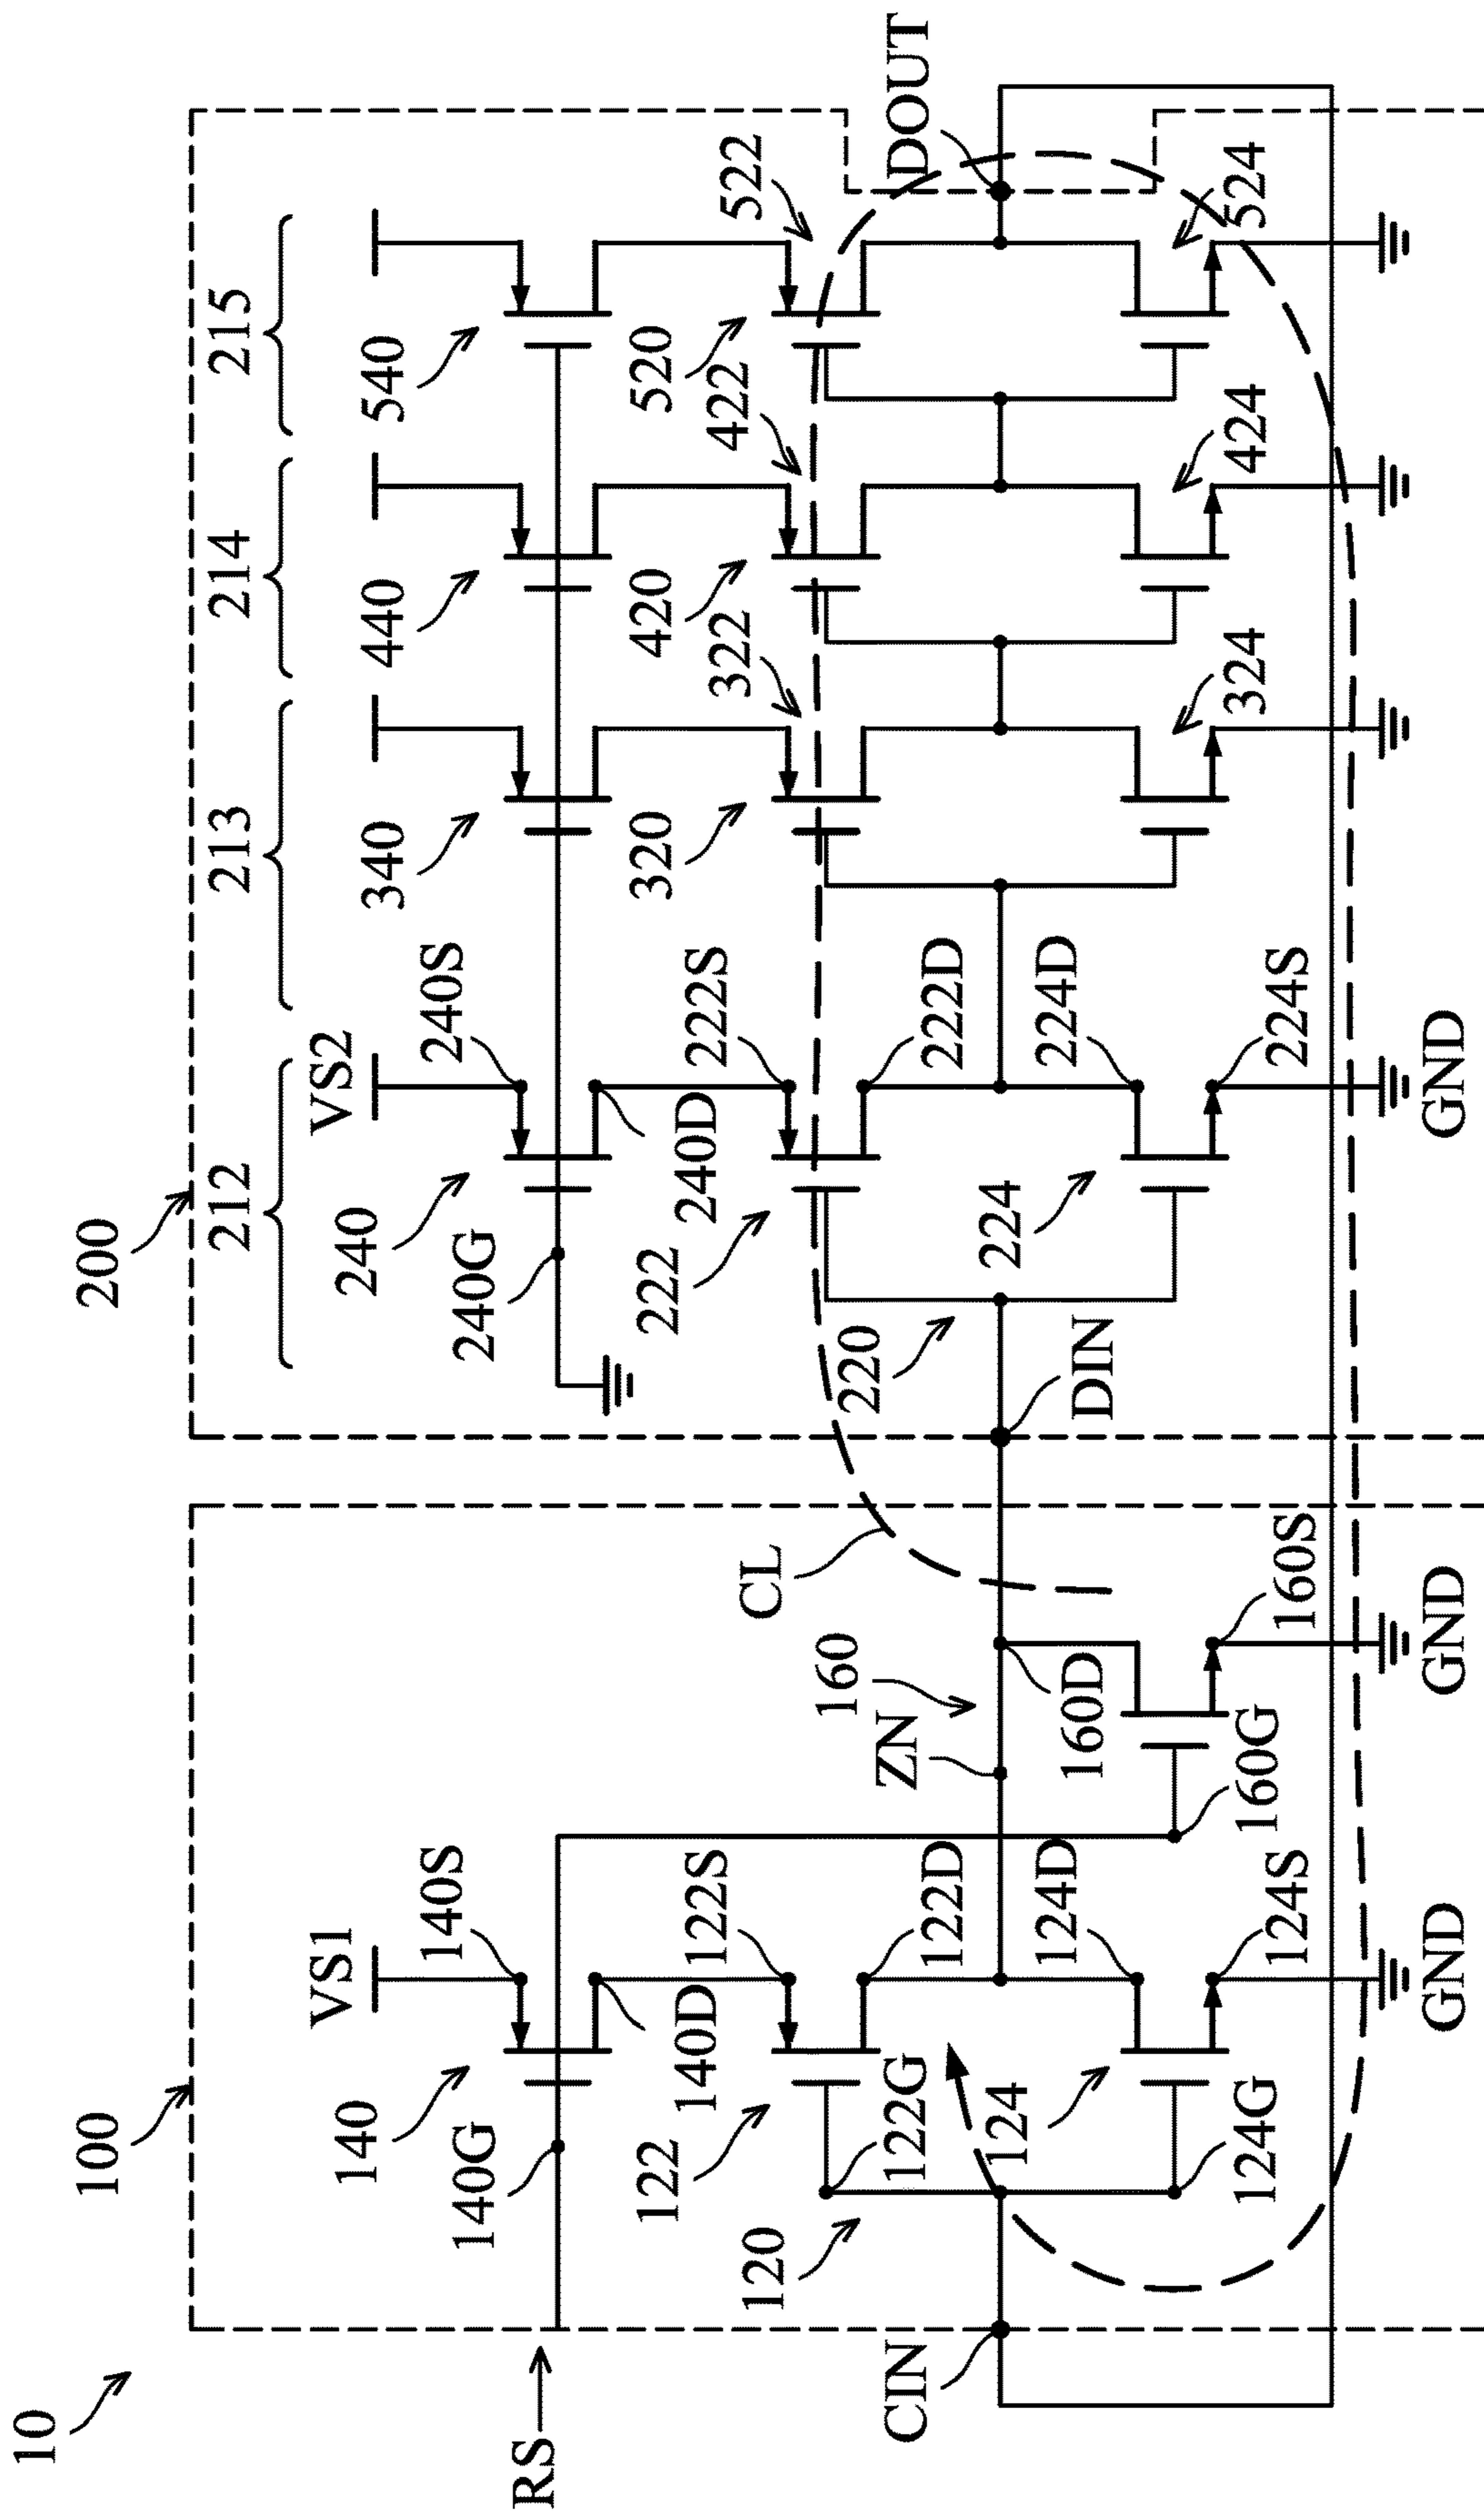 10
100
200
212
213
214
215
RS
VS1
VS2
140
140S
140G
140D
240
240S
240G
240D
340
440
540
120
122
122S
122G
122D
124
124D
124G
124S
160
160D
160G
160S
ZN
CL
CIN
DIN
DOUT
220
222
222S
222D
224
224D
224S
320
322
324
420
422
424
520
522
524
GND
GND
GND